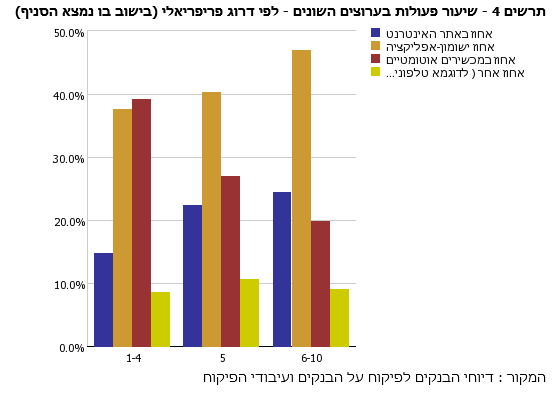 תרשים 4 - שיעור פעולות בערוצים השונים - לפי דרוג פריפריאלי (בישוב בו נמצא הסניף)
אחוז באתר האינטרנט
אחוז ישומון-אפליקציה
אחוז במכשירים אוטומטיים
אחוז אחר ( לדוגמא טלפוני...
50.0%
40.0%
30.0%
20.0%
10.0%
0.0%
1-4
5
6-10
המקור : דיווחי הבנקים לפיקוח על הבנקים ועיבודי הפיקוח